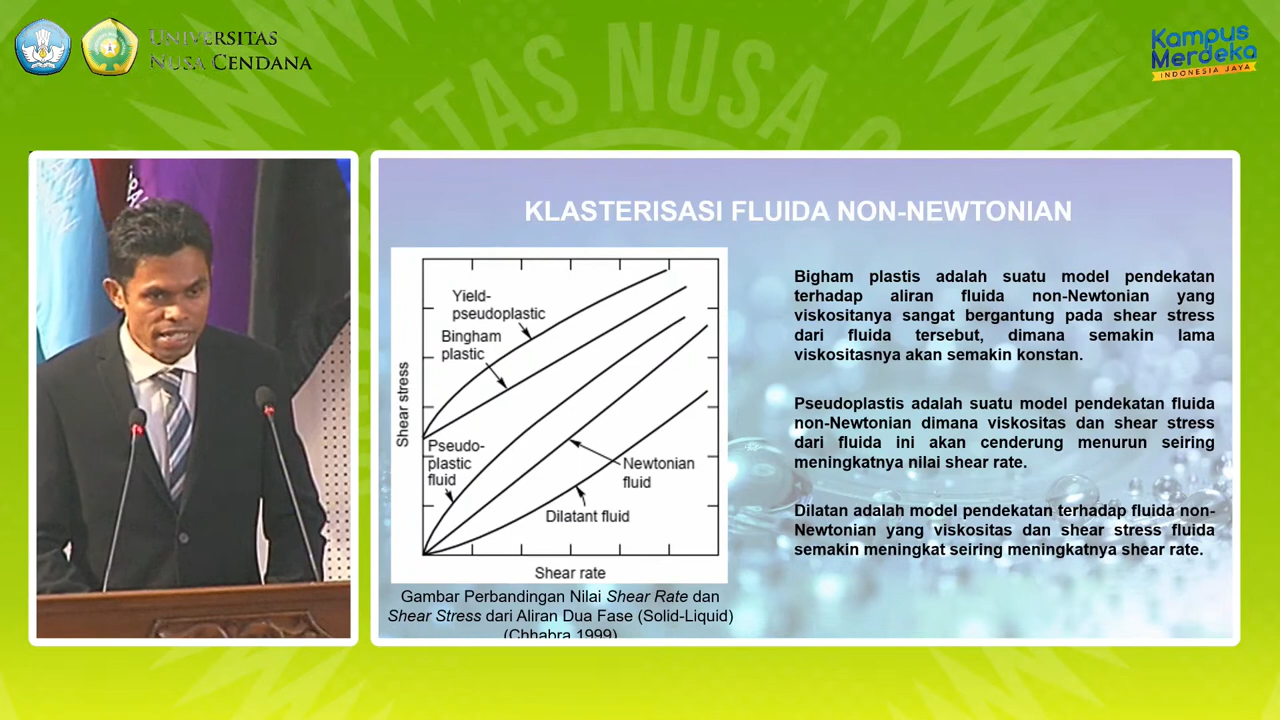 UNIVERSITAS
NUSA CENDANA
Kampus
Merdeka
INDONESIA JAYA
ITAS NUSA C
KLASTERISASI FLUIDA NON-NEWTONIAN
Yield-
pseudoplastic
Bingham
plastic
Shear stress
Pseudo-
plastic
fluid
Newtonian
fluid
Dilatant fluid
Shear rate
Gambar Perbandingan Nilai Shear Rate dan
Shear Stress dari Aliran Dua Fase (Solid-Liquid)
(Chhabra 1999)
Bigham plastis adalah suatu model pendekatan
terhadap aliran fluida non-Newtonian yang
viskositanya sangat bergantung pada shear stress
dari fluida tersebut, dimana semakin lama
viskositasnya akan semakin konstan.
Pseudoplastis adalah suatu model pendekatan fluida
non-Newtonian dimana viskositas dan shear stress
dari fluida ini akan cenderung menurun seiring
meningkatnya nilai shear rate.
Dilatan adalah model pendekatan terhadap fluida non-
Newtonian yang viskositas dan shear stress fluida
semakin meningkat seiring meningkatnya shear rate.